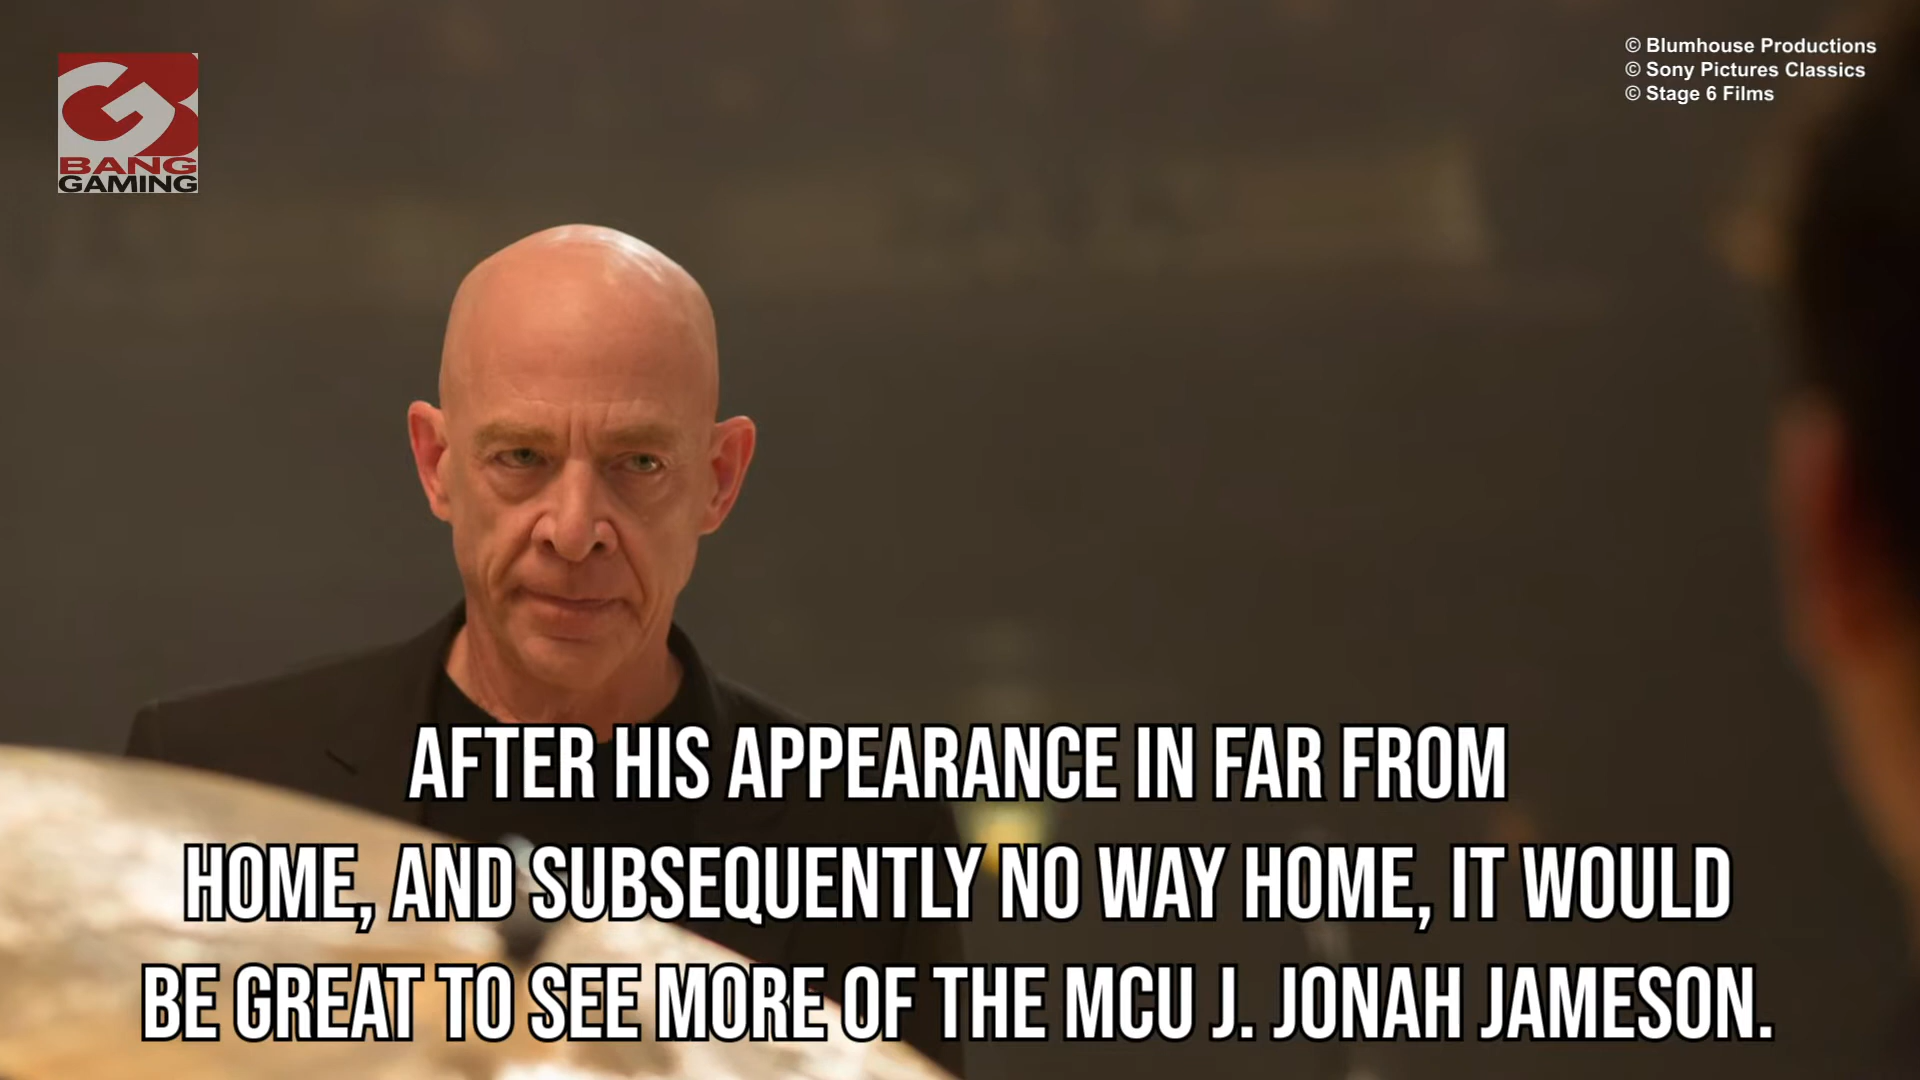 © Blumhouse Productions
© Sony Pictures Classics
© Stage 6 Films
BANG
GAMING
AFTER HIS APPEARANCE IN FAR FROM
HOME, AND SUBSEQUENTLY NO WAY HOME, IT WOULD
BE GREAT TO SEE MORE OF THE MCU J. JONAH JAMESON.